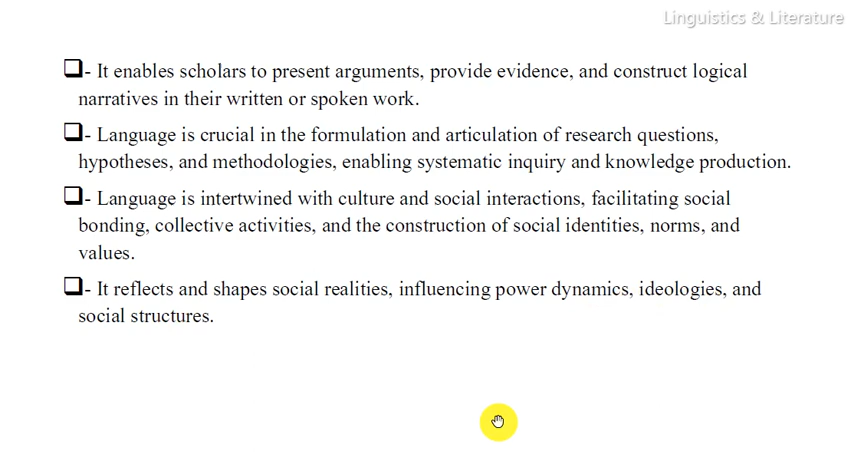 Linguistics & Literature
❑- It enables scholars to present arguments, provide evidence, and construct logical
narratives in their written or spoken work.
❑- Language is crucial in the formulation and articulation of research questions,
hypotheses, and methodologies, enabling systematic inquiry and knowledge production.
❑- Language is intertwined with culture and social interactions, facilitating social
bonding, collective activities, and the construction of social identities, norms, and
values.
❑- It reflects and shapes social realities, influencing power dynamics, ideologies, and
social structures.